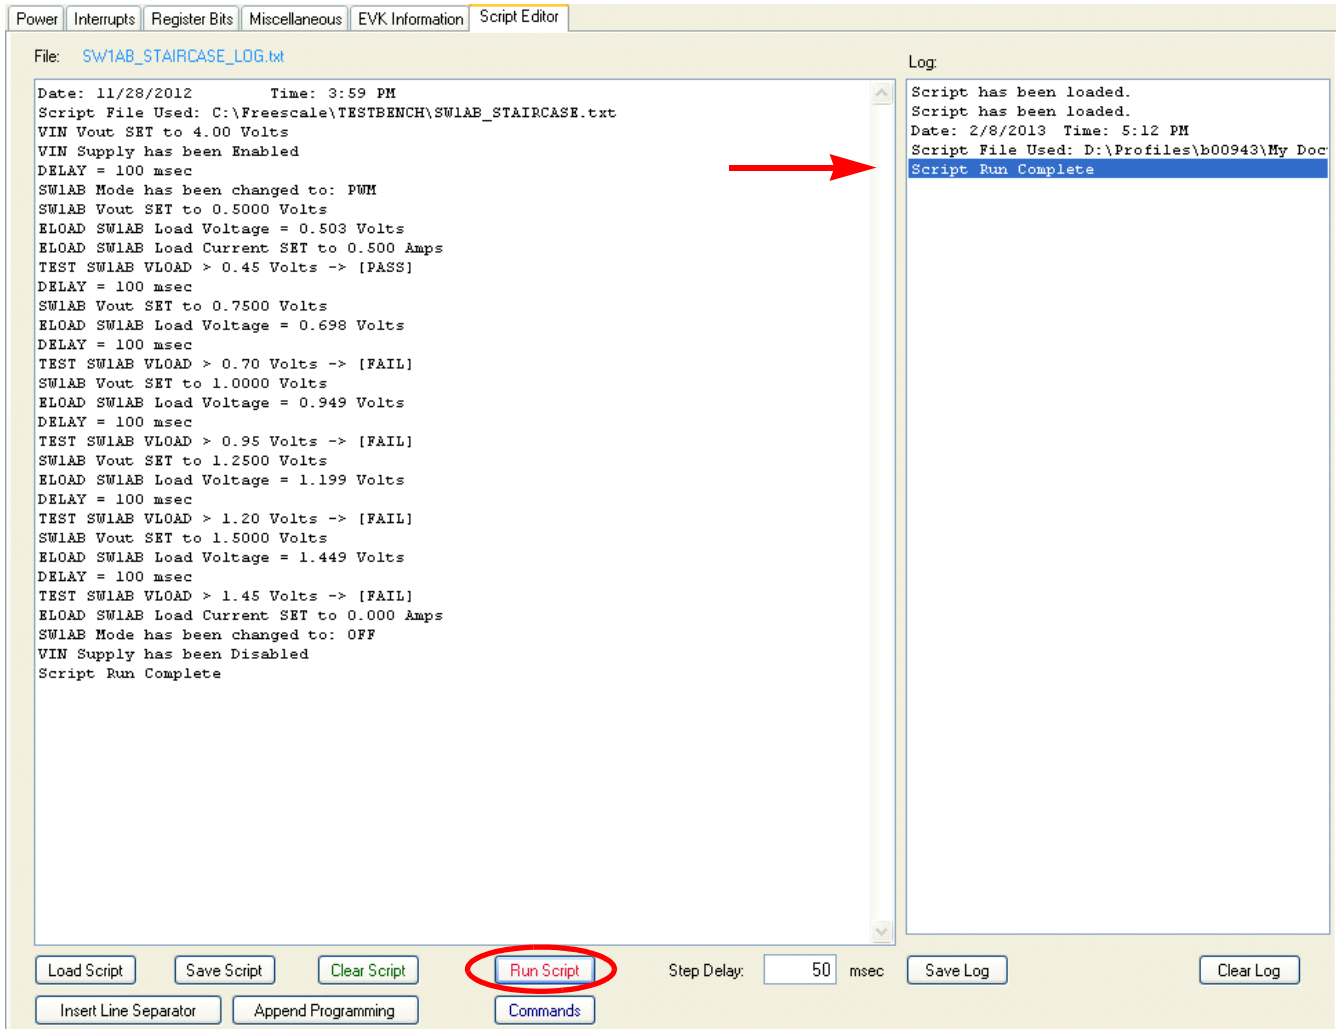 Power Interrupts Register Bits Miscellaneous EVK Information Script Editor
File: SW1AB_STAIRCASE_LOG.txt
Date: 11/28/2012 Time: 3:59 PM
Script File Used: C:\Freescale\TESTBENCH\SW1AB_STAIRCASE.txt
VIN Vout SET to 4.00 Volts
VIN Supply has been Enabled
DELAY = 100 msec
SW1AB Mode has been changed to: PWM
SW1AB Vout SET to 0.5000 Volts
ELOAD SW1AB Load Voltage = 0.503 Volts
ELOAD SW1AB Load Current SET to 0.500 Amps
TEST SW1AB VLOAD > 0.45 Volts -> [PASS]
DELAY = 100 msec
SW1AB Vout SET to 0.7500 Volts
ELOAD SW1AB Load Voltage = 0.698 Volts
DELAY = 100 msec
TEST SW1AB VLOAD > 0.70 Volts -> [FAIL]
SW1AB Vout SET to 1.0000 Volts
ELOAD SW1AB Load Voltage = 0.949 Volts
DELAY = 100 msec
TEST SW1AB VLOAD > 0.95 Volts -> [FAIL]
SW1AB Vout SET to 1.2500 Volts
ELOAD SW1AB Load Voltage = 1.199 Volts
DELAY = 100 msec
TEST SW1AB VLOAD > 1.20 Volts -> [FAIL]
SW1AB Vout SET to 1.5000 Volts
ELOAD SW1AB Load Voltage = 1.449 Volts
DELAY = 100 msec
TEST SW1AB VLOAD > 1.45 Volts -> [FAIL]
ELOAD SW1AB Load Current SET to 0.000 Amps
SW1AB Mode has been changed to: OFF
VIN Supply has been Disabled
Script Run Complete
Log:
Script has been loaded.
Script has been loaded.
Date: 2/8/2013 Time: 5:12 PM
Script File Used: D:\Profiles\b00943\My Doc
Script Run Complete
Load Script Save Script Clear Script Run Script Step Delay: 50 msec Save Log Clear Log
Insert Line Separator Append Programming Commands